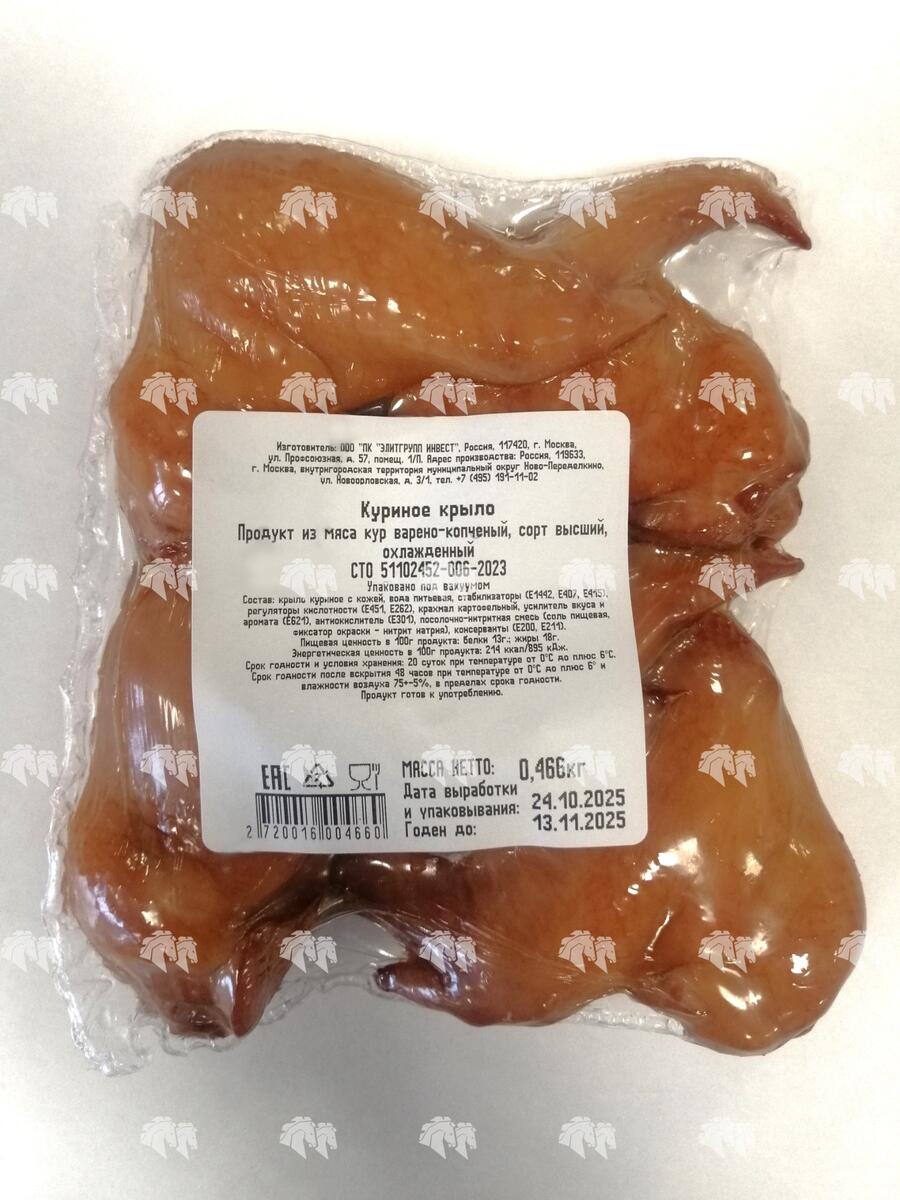 Изготовитель: ООО "ПК "ЭЛИТГРУПП ИНВЕСТ", Россия, 117420, г. Москва,
ул. Профсоюзная, д. 57, помещ. 1/П. Адрес производства: Россия, 119633,
г. Москва, внутригородская территория муниципальный округ Ново-Переделкино,
ул. Новоорловская, д. 3/1. тел. +7 (495) 191-11-02
Куриное крыло
Продукт из мяса кур варено-копченый, сорт высший,
охлажденный
СТО 51102452-006-2023
Упаковано под вакуумом
Состав: крыло куриное с кожей, вода питьевая, стабилизаторы (Е1442, Е407, Е415),
регуляторы кислотности (Е451, Е262), крахмал картофельный, усилитель вкуса и
аромата (Е621), антиокислитель (Е301), посолочно-нитритная смесь (соль пищевая,
фиксатор окраски - нитрит натрия), консерванты (Е200, Е211).
Пищевая ценность в 100г продукта: белки 13г.; жиры 18г.
Энергетическая ценность в 100г продукта: 214 ккал/895 кДж.
Срок годности и условия хранения: 20 суток при температуре от 0°С до плюс 6°С.
Срок годности после вскрытия 48 часов при температуре от 0°С до плюс 6° и
влажности воздуха 75+-5%, в пределах срока годности.
Продукт готов к употреблению.
ЕАС
МАССА НЕТТО: 0,466кг
Дата выработки
и упаковывания: 24.10.2025
Годен до: 13.11.2025
2 720016 004660